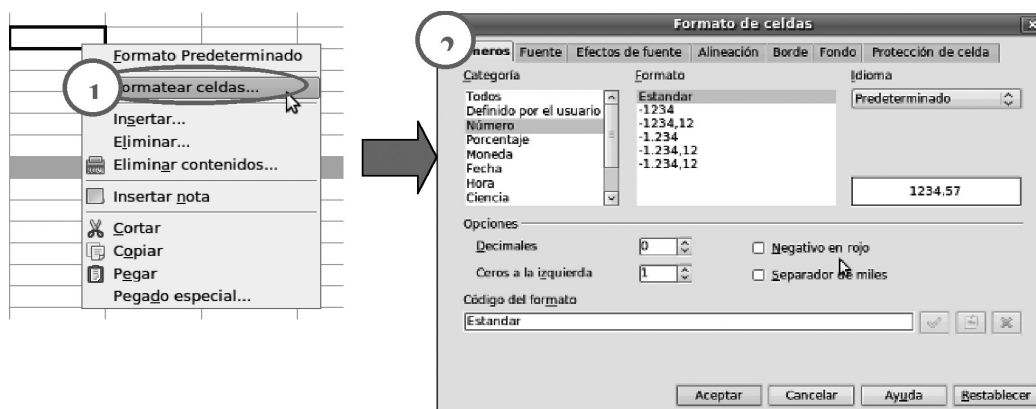 Formato Predeterminado
1
ormatear celdas...
Insertar...
Eliminar...
Eliminar contenidos...
Insertar nota
Cortar
Copiar
Pegar
Pegado especial...
2
Formato de celdas
neros Fuente Efectos de fuente Alineación Borde Fondo Protección de celda
Categoría Formato Idioma
Todos Estandar Predeterminado
Definido por el usuario -1234
Número -1234,12
Porcentaje -1.234
Moneda -1.234,12
Fecha -1.234,12
Hora
Ciencia
1234,57
Opciones
Decimales 0 Negativo en rojo
Ceros a la izquierda 1 Separador de miles
Código del formato
Estandar
Aceptar Cancelar Ayuda Restablecer